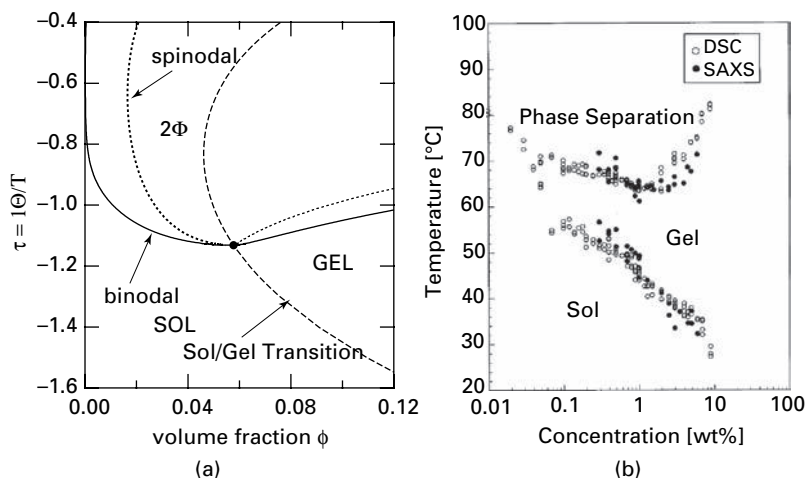 −0.4
−0.6
−0.8
−1.0
−1.2
−1.4
−1.6
τ = 1Θ/T
spinodal
2Φ
binodal
SOL
GEL
Sol/Gel Transition
0.00
0.04
0.08
0.12
volume fraction ϕ
(a)
100
90
80
70
60
50
40
30
20
Temperature [°C]
DSC
SAXS
Phase Separation
Gel
Sol
0.01
0.1
1
10
100
Concentration [wt%]
(b)